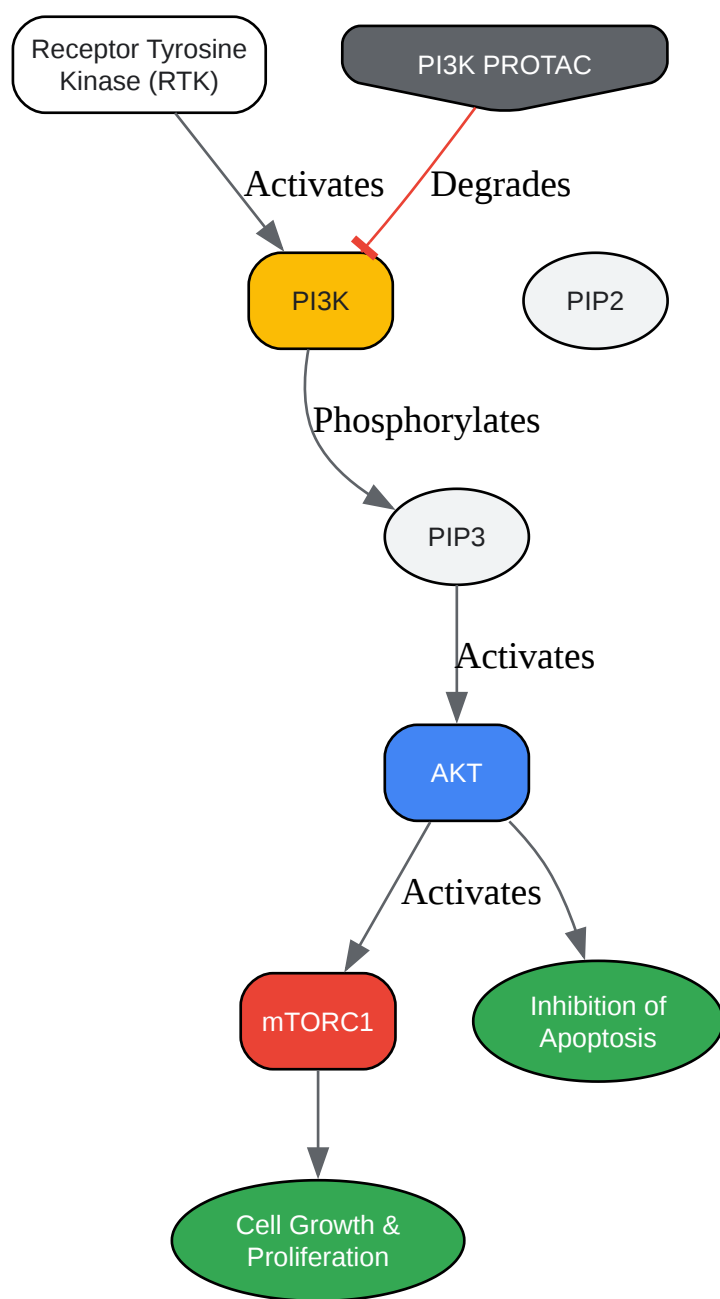 Receptor Tyrosine
Kinase (RTK)
PI3K PROTAC
Activates
Degrades
PI3K
PIP2
Phosphorylates
PIP3
Activates
AKT
Activates
mTORC1
Inhibition of
Apoptosis
Cell Growth &
Proliferation